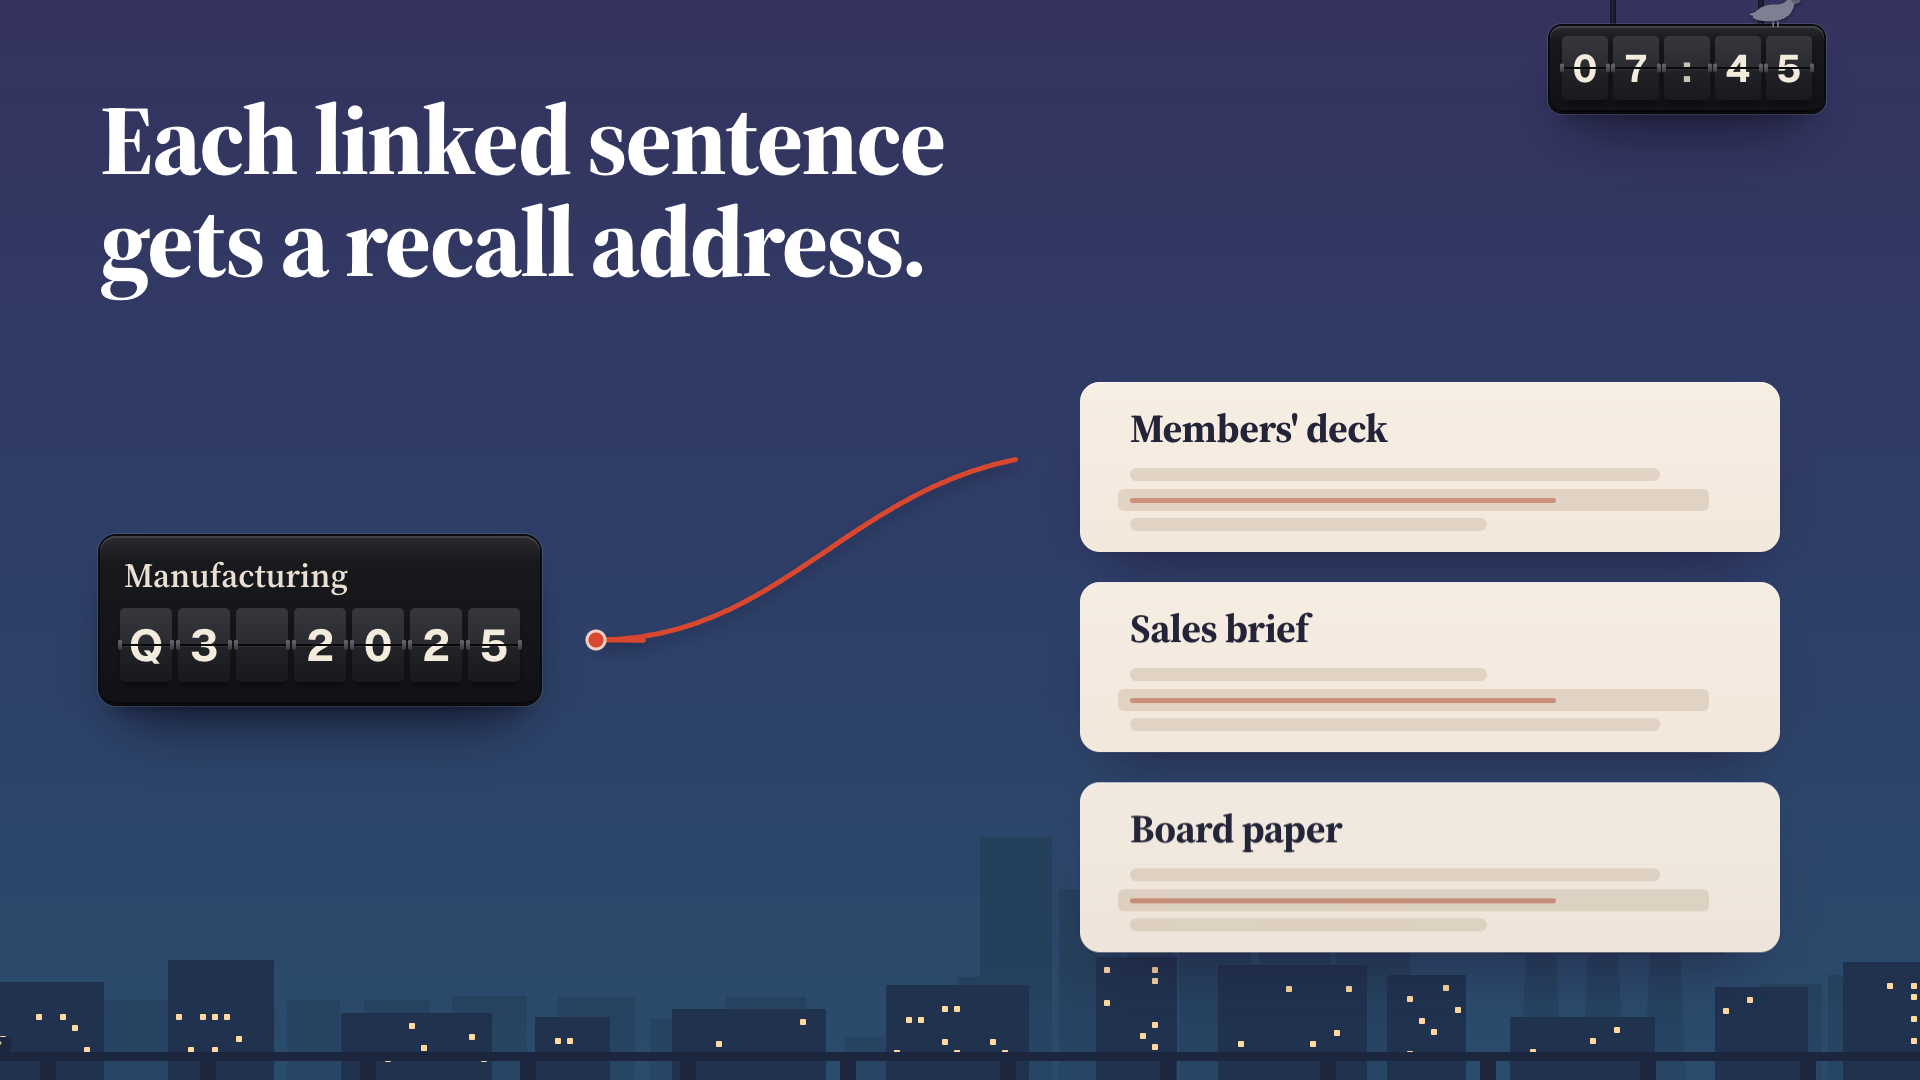 07:45
Each linked sentence
gets a recall address.
Members' deck
Manufacturing
Q3 2025
Sales brief
Board paper